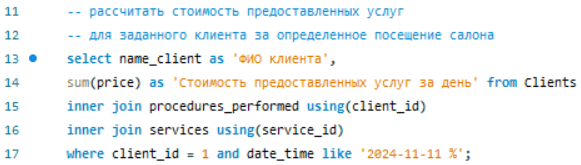 11 -- рассчитать стоимость предоставленных услуг
12 -- для заданного клиента за определенное посещение салона
13 select name_client as 'ФИО клиента',
14 sum(price) as 'Стоимость предоставленных услуг за день' from Clients
15 inner join procedures_performed using(client_id)
16 inner join services using(service_id)
17 where client_id = 1 and date_time like '2024-11-11 %';